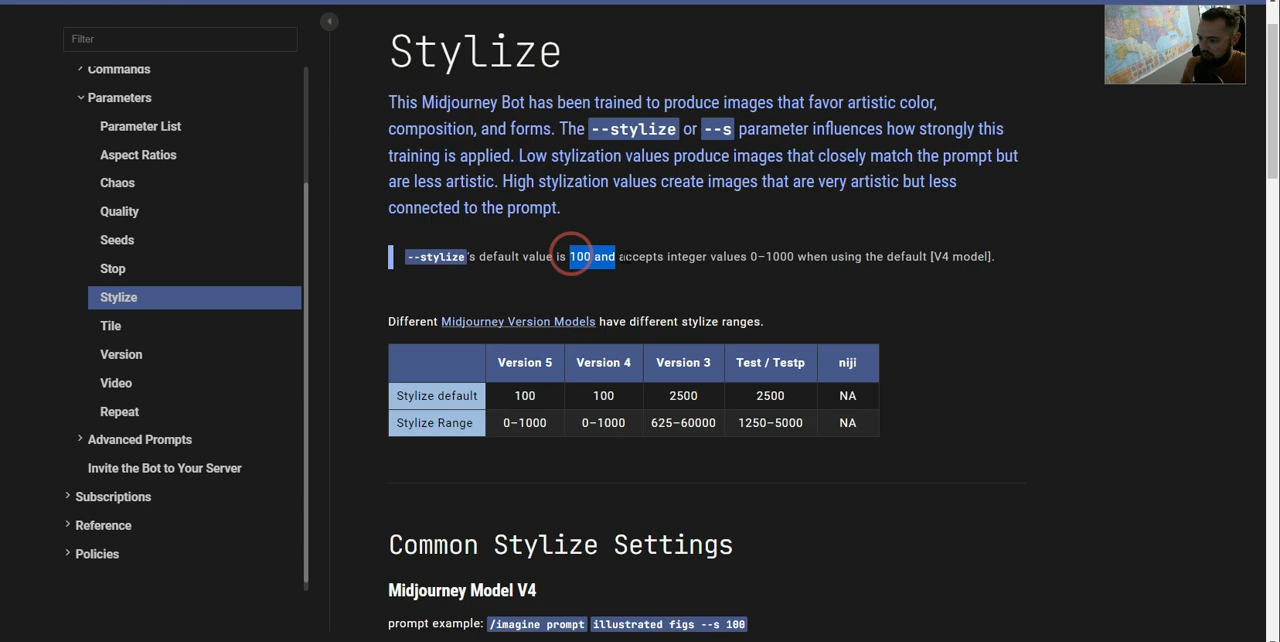 Filter
Commands
Parameters
Parameter List
Aspect Ratios
Chaos
Quality
Seeds
Stop
Stylize
Tile
Version
Video
Repeat
Advanced Prompts
Invite the Bot to Your Server
Subscriptions
Reference
Policies
Stylize
This Midjourney Bot has been trained to produce images that favor artistic color,
composition, and forms. The --stylize or --s parameter influences how strongly this
training is applied. Low stylization values produce images that closely match the prompt but
are less artistic. High stylization values create images that are very artistic but less
connected to the prompt.
--stylize's default value is 100 and accepts integer values 0–1000 when using the default [V4 model].
Different Midjourney Version Models have different stylize ranges.
Version 5 Version 4 Version 3 Test / Testp niji
Stylize default 100 100 2500 2500 NA
Stylize Range 0–1000 0–1000 625–60000 1250–5000 NA
Common Stylize Settings
Midjourney Model V4
prompt example: /imagine prompt illustrated figs --s 100